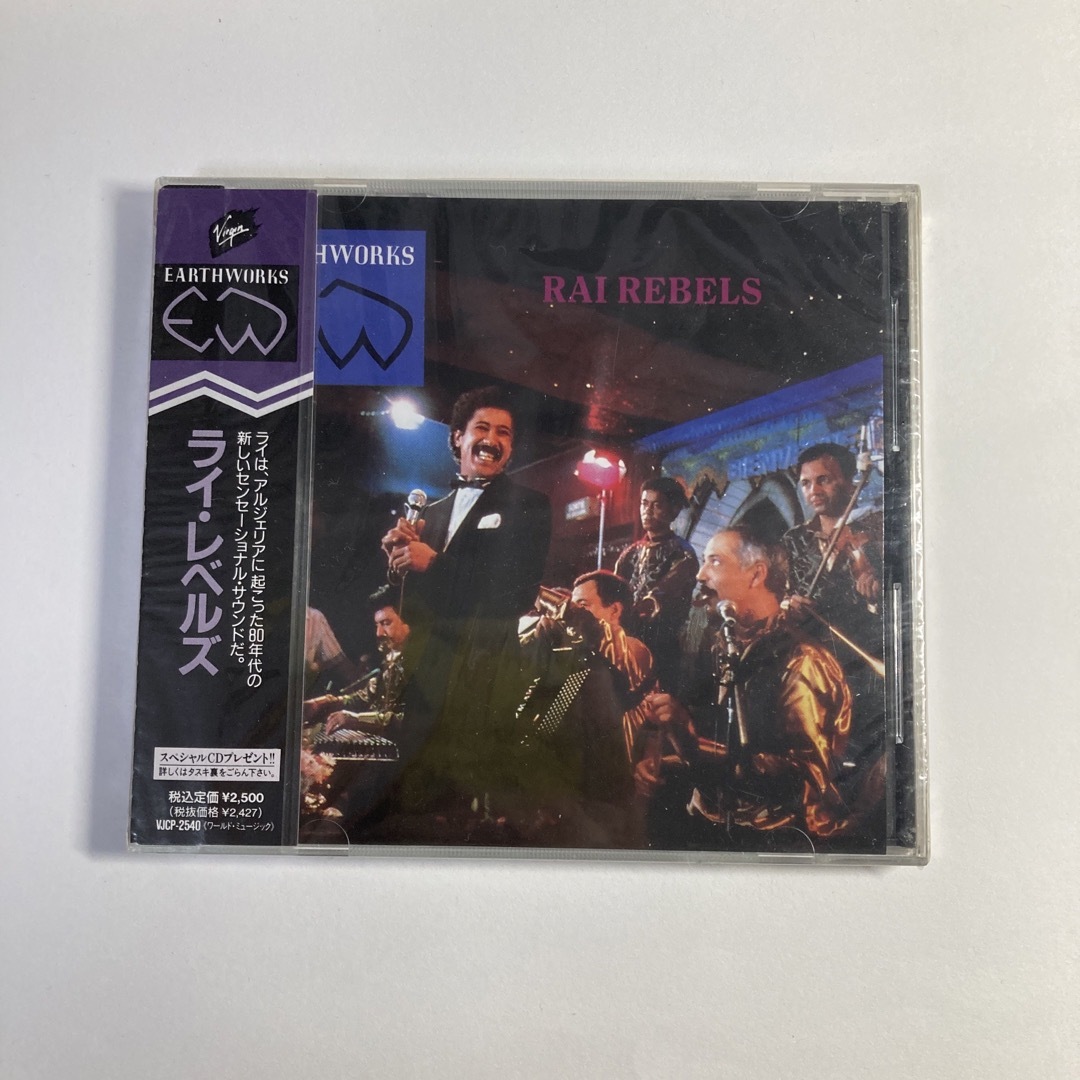 Virgin
EARTHWORKS
EW
ライ・レベルズ
ライは、アルジェリアに起こった80年代の
新しいセンセーショナル・サウンドだ。
スペシャルCDプレゼント!!
詳しくはタスキ裏をごらん下さい。
税込定価 ¥2,500
(税抜価格 ¥2,427)
VJCP-2540 〈ワールド・ミュージック〉
HWORKS
W
RAI REBELS